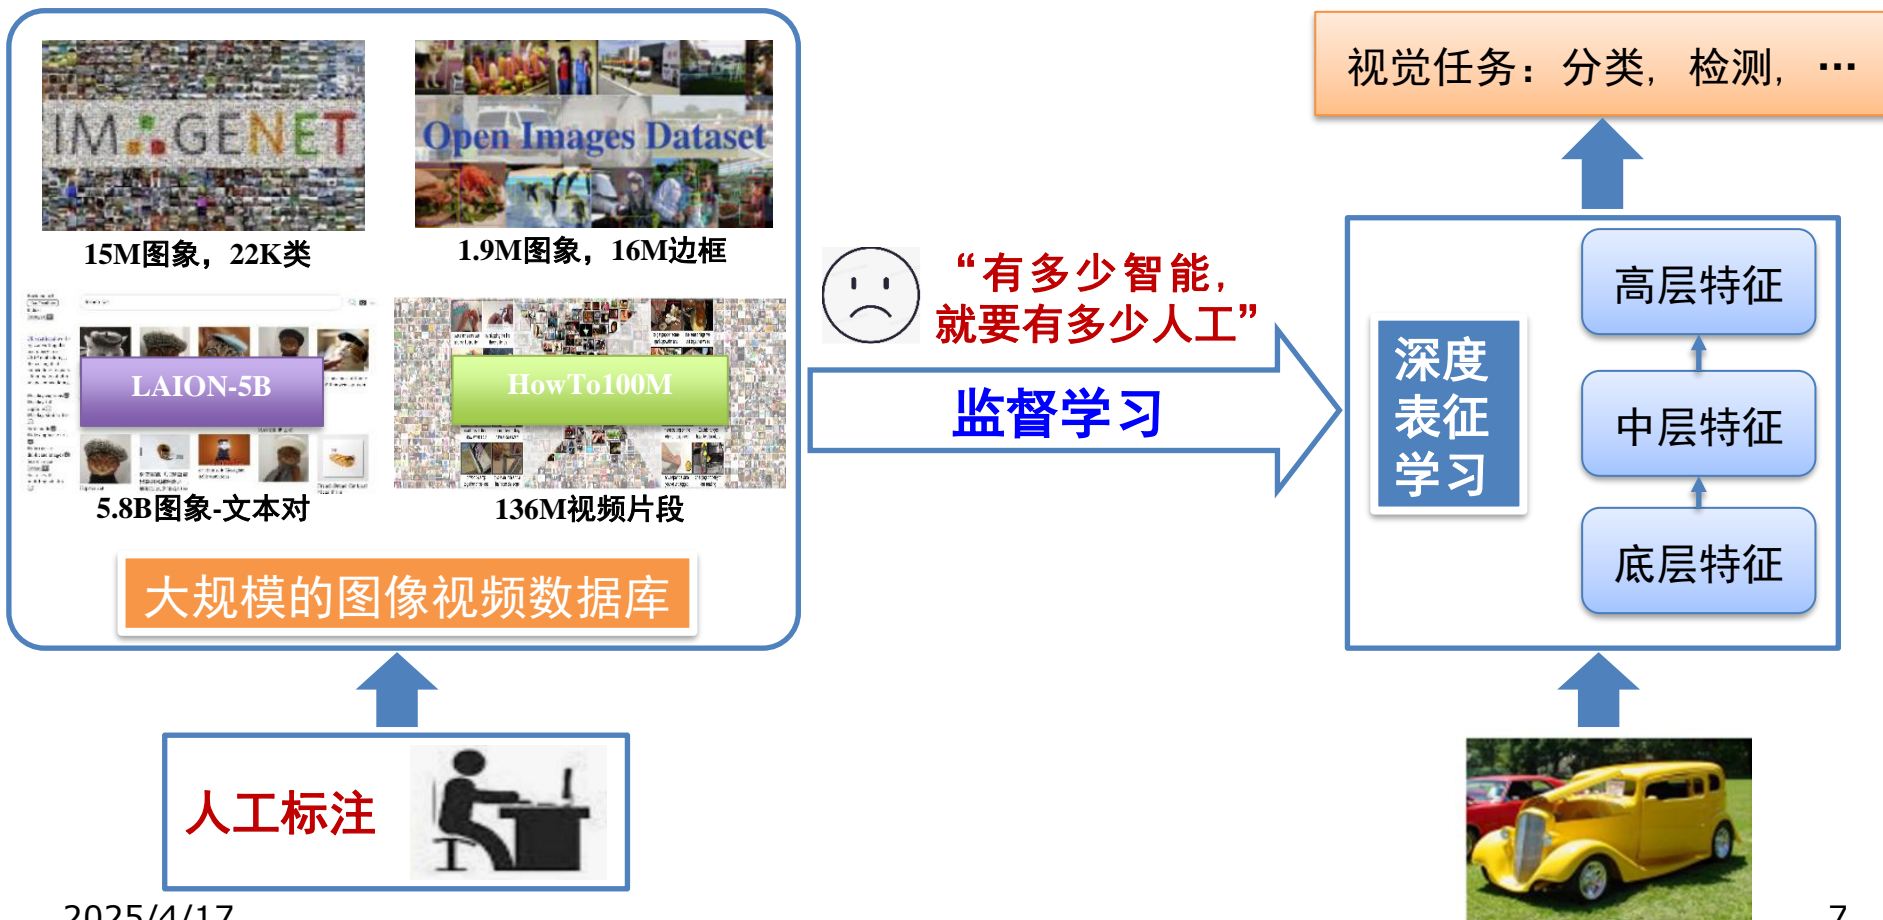 IMAGENET
Open Images Dataset
15M图象，22K类
1.9M图象，16M边框
LAION-5B
HowTo100M
5.8B图象-文本对
136M视频片段
大规模的图像视频数据库
人工标注
“有多少智能，
就要有多少人工”
监督学习
视觉任务：分类，检测，…
深度
表征
学习
高层特征
中层特征
底层特征
2025/4/17
7